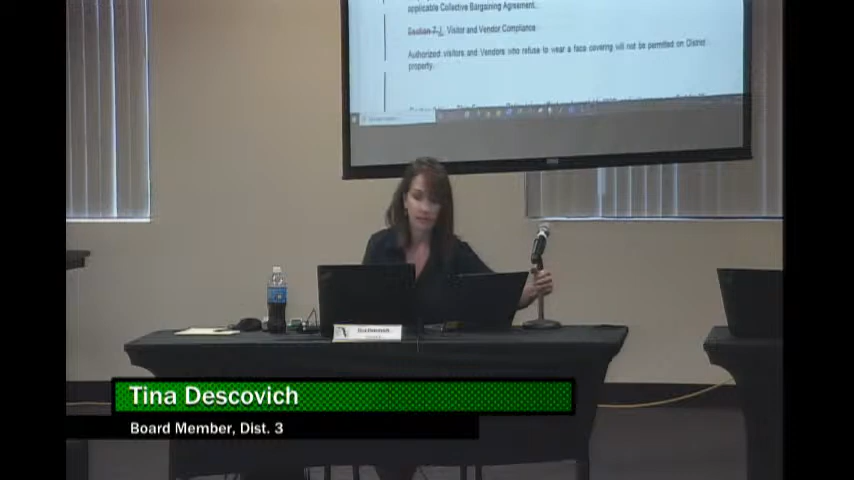 applicable Collective Bargaining Agreement.
Section 7 J. Visitor and Vendor Compliance
Authorized visitors and Vendors who refuse to wear a face covering will not be permitted on District
property.
Tina Descovich
Board Member, Dist. 3